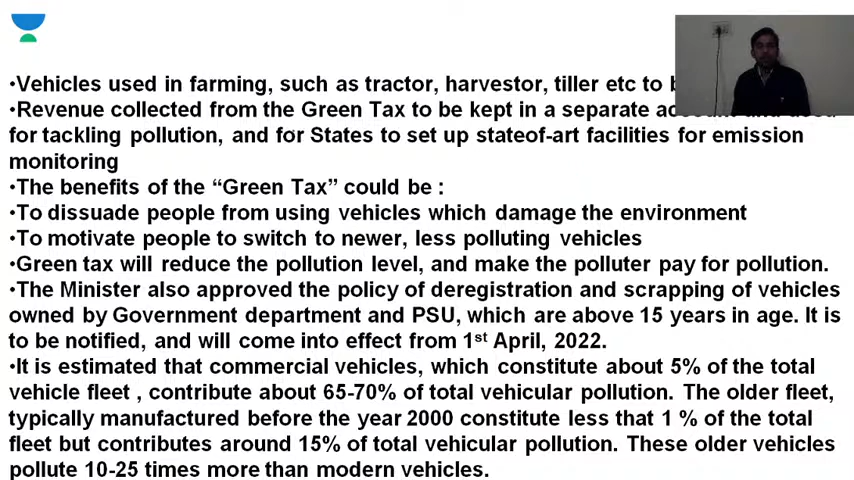 •Vehicles used in farming, such as tractor, harvestor, tiller etc to
•Revenue collected from the Green Tax to be kept in a separate
for tackling pollution, and for States to set up stateof-art facilities for emission
monitoring
•The benefits of the “Green Tax” could be :
•To dissuade people from using vehicles which damage the environment
•To motivate people to switch to newer, less polluting vehicles
•Green tax will reduce the pollution level, and make the polluter pay for pollution.
•The Minister also approved the policy of deregistration and scrapping of vehicles
owned by Government department and PSU, which are above 15 years in age. It is
to be notified, and will come into effect from 1st April, 2022.
•It is estimated that commercial vehicles, which constitute about 5% of the total
vehicle fleet , contribute about 65-70% of total vehicular pollution. The older fleet,
typically manufactured before the year 2000 constitute less that 1 % of the total
fleet but contributes around 15% of total vehicular pollution. These older vehicles
pollute 10-25 times more than modern vehicles.